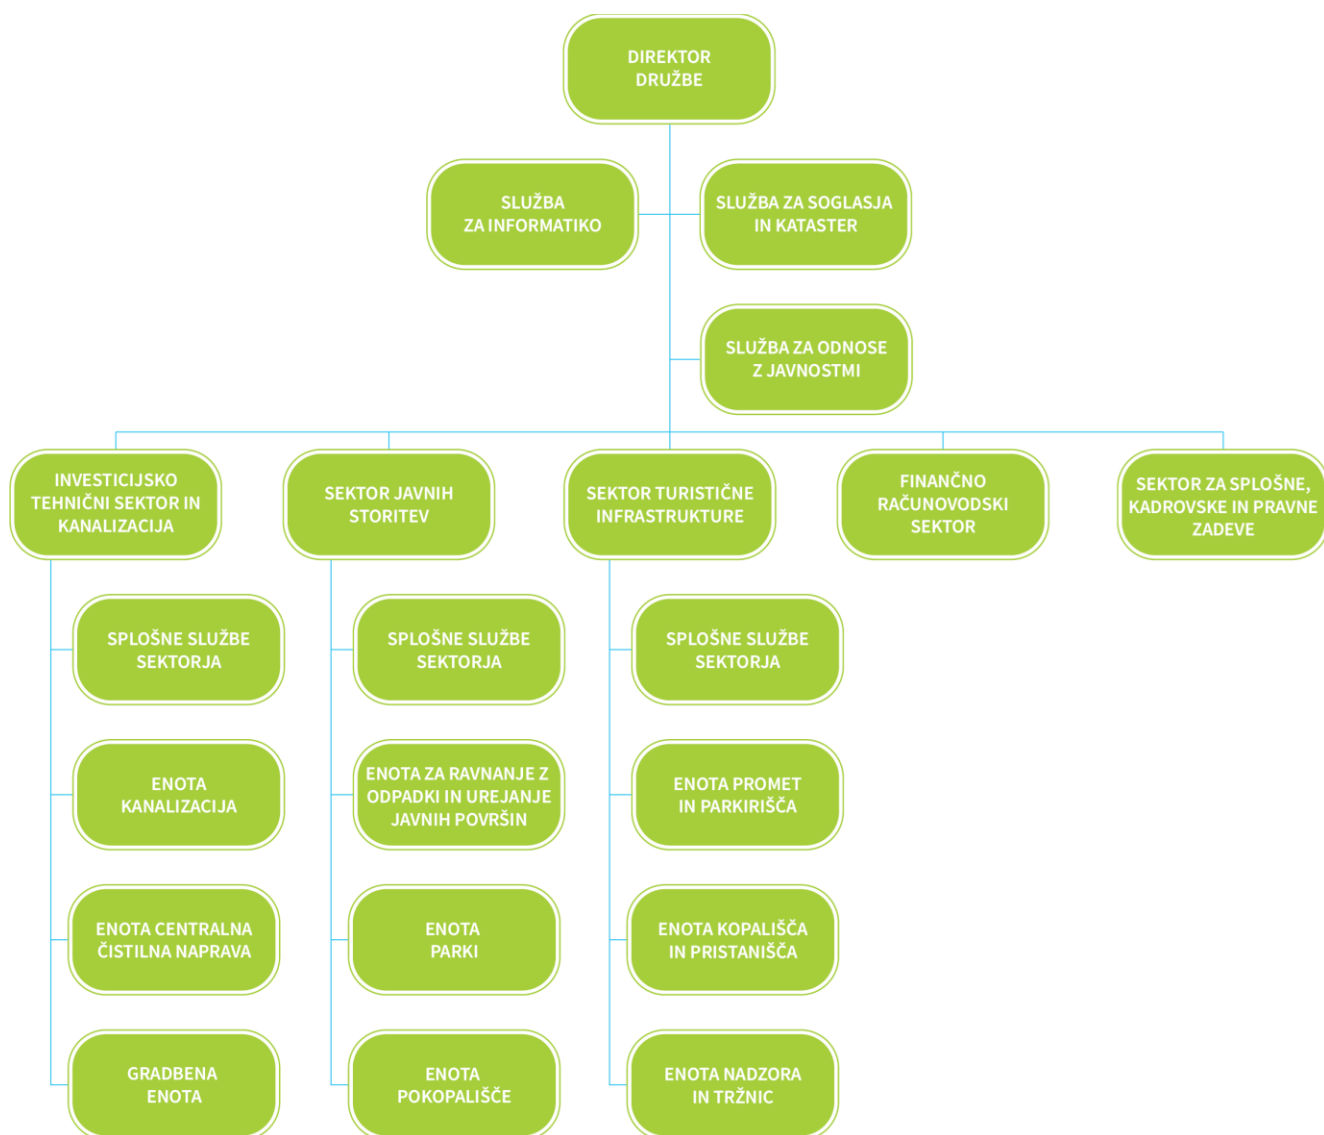 DIREKTOR
DRUŽBE
SLUŽBA
ZA INFORMATIKO
SLUŽBA ZA SOGLASJA
IN KATASTER
SLUŽBA ZA ODNOSE
Z JAVNOSTMI
INVESTICIJSKO
TEHNIČNI SEKTOR IN
KANALIZACIJA
SEKTOR JAVNIH
STORITEV
SEKTOR TURISTIČNE
INFRASTRUKTURE
FINANČNO
RAČUNOVODSKI
SEKTOR
SEKTOR ZA SPLOŠNE,
KADROVSKE IN PRAVNE
ZADEVE
SPLOŠNE SLUŽBE
SEKTORJA
SPLOŠNE SLUŽBE
SEKTORJA
SPLOŠNE SLUŽBE
SEKTORJA
ENOTA
KANALIZACIJA
ENOTA ZA RAVNANJE Z
ODPADKI IN UREJANJE
JAVNIH POVRŠIN
ENOTA PROMET
IN PARKIRIŠČA
ENOTA CENTRALNA
ČISTILNA NAPRAVA
ENOTA
PARKI
ENOTA KOPALIŠČA
IN PRISTANIŠČA
GRADBENA
ENOTA
ENOTA
POKOPALIŠČE
ENOTA NADZORA
IN TRŽNIC